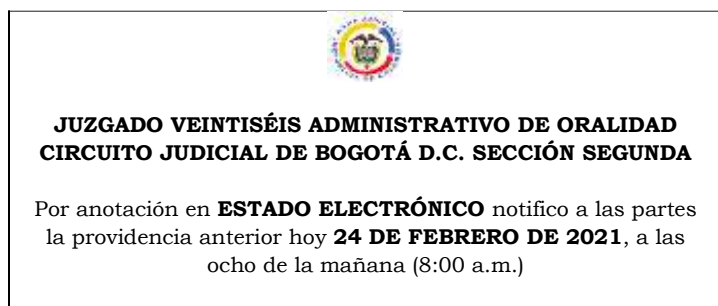 JUZGADO VEINTISÉIS ADMINISTRATIVO DE ORALIDAD
CIRCUITO JUDICIAL DE BOGOTÁ D.C. SECCIÓN SEGUNDA
Por anotación en ESTADO ELECTRÓNICO notifico a las partes
la providencia anterior hoy 24 DE FEBRERO DE 2021, a las
ocho de la mañana (8:00 a.m.)